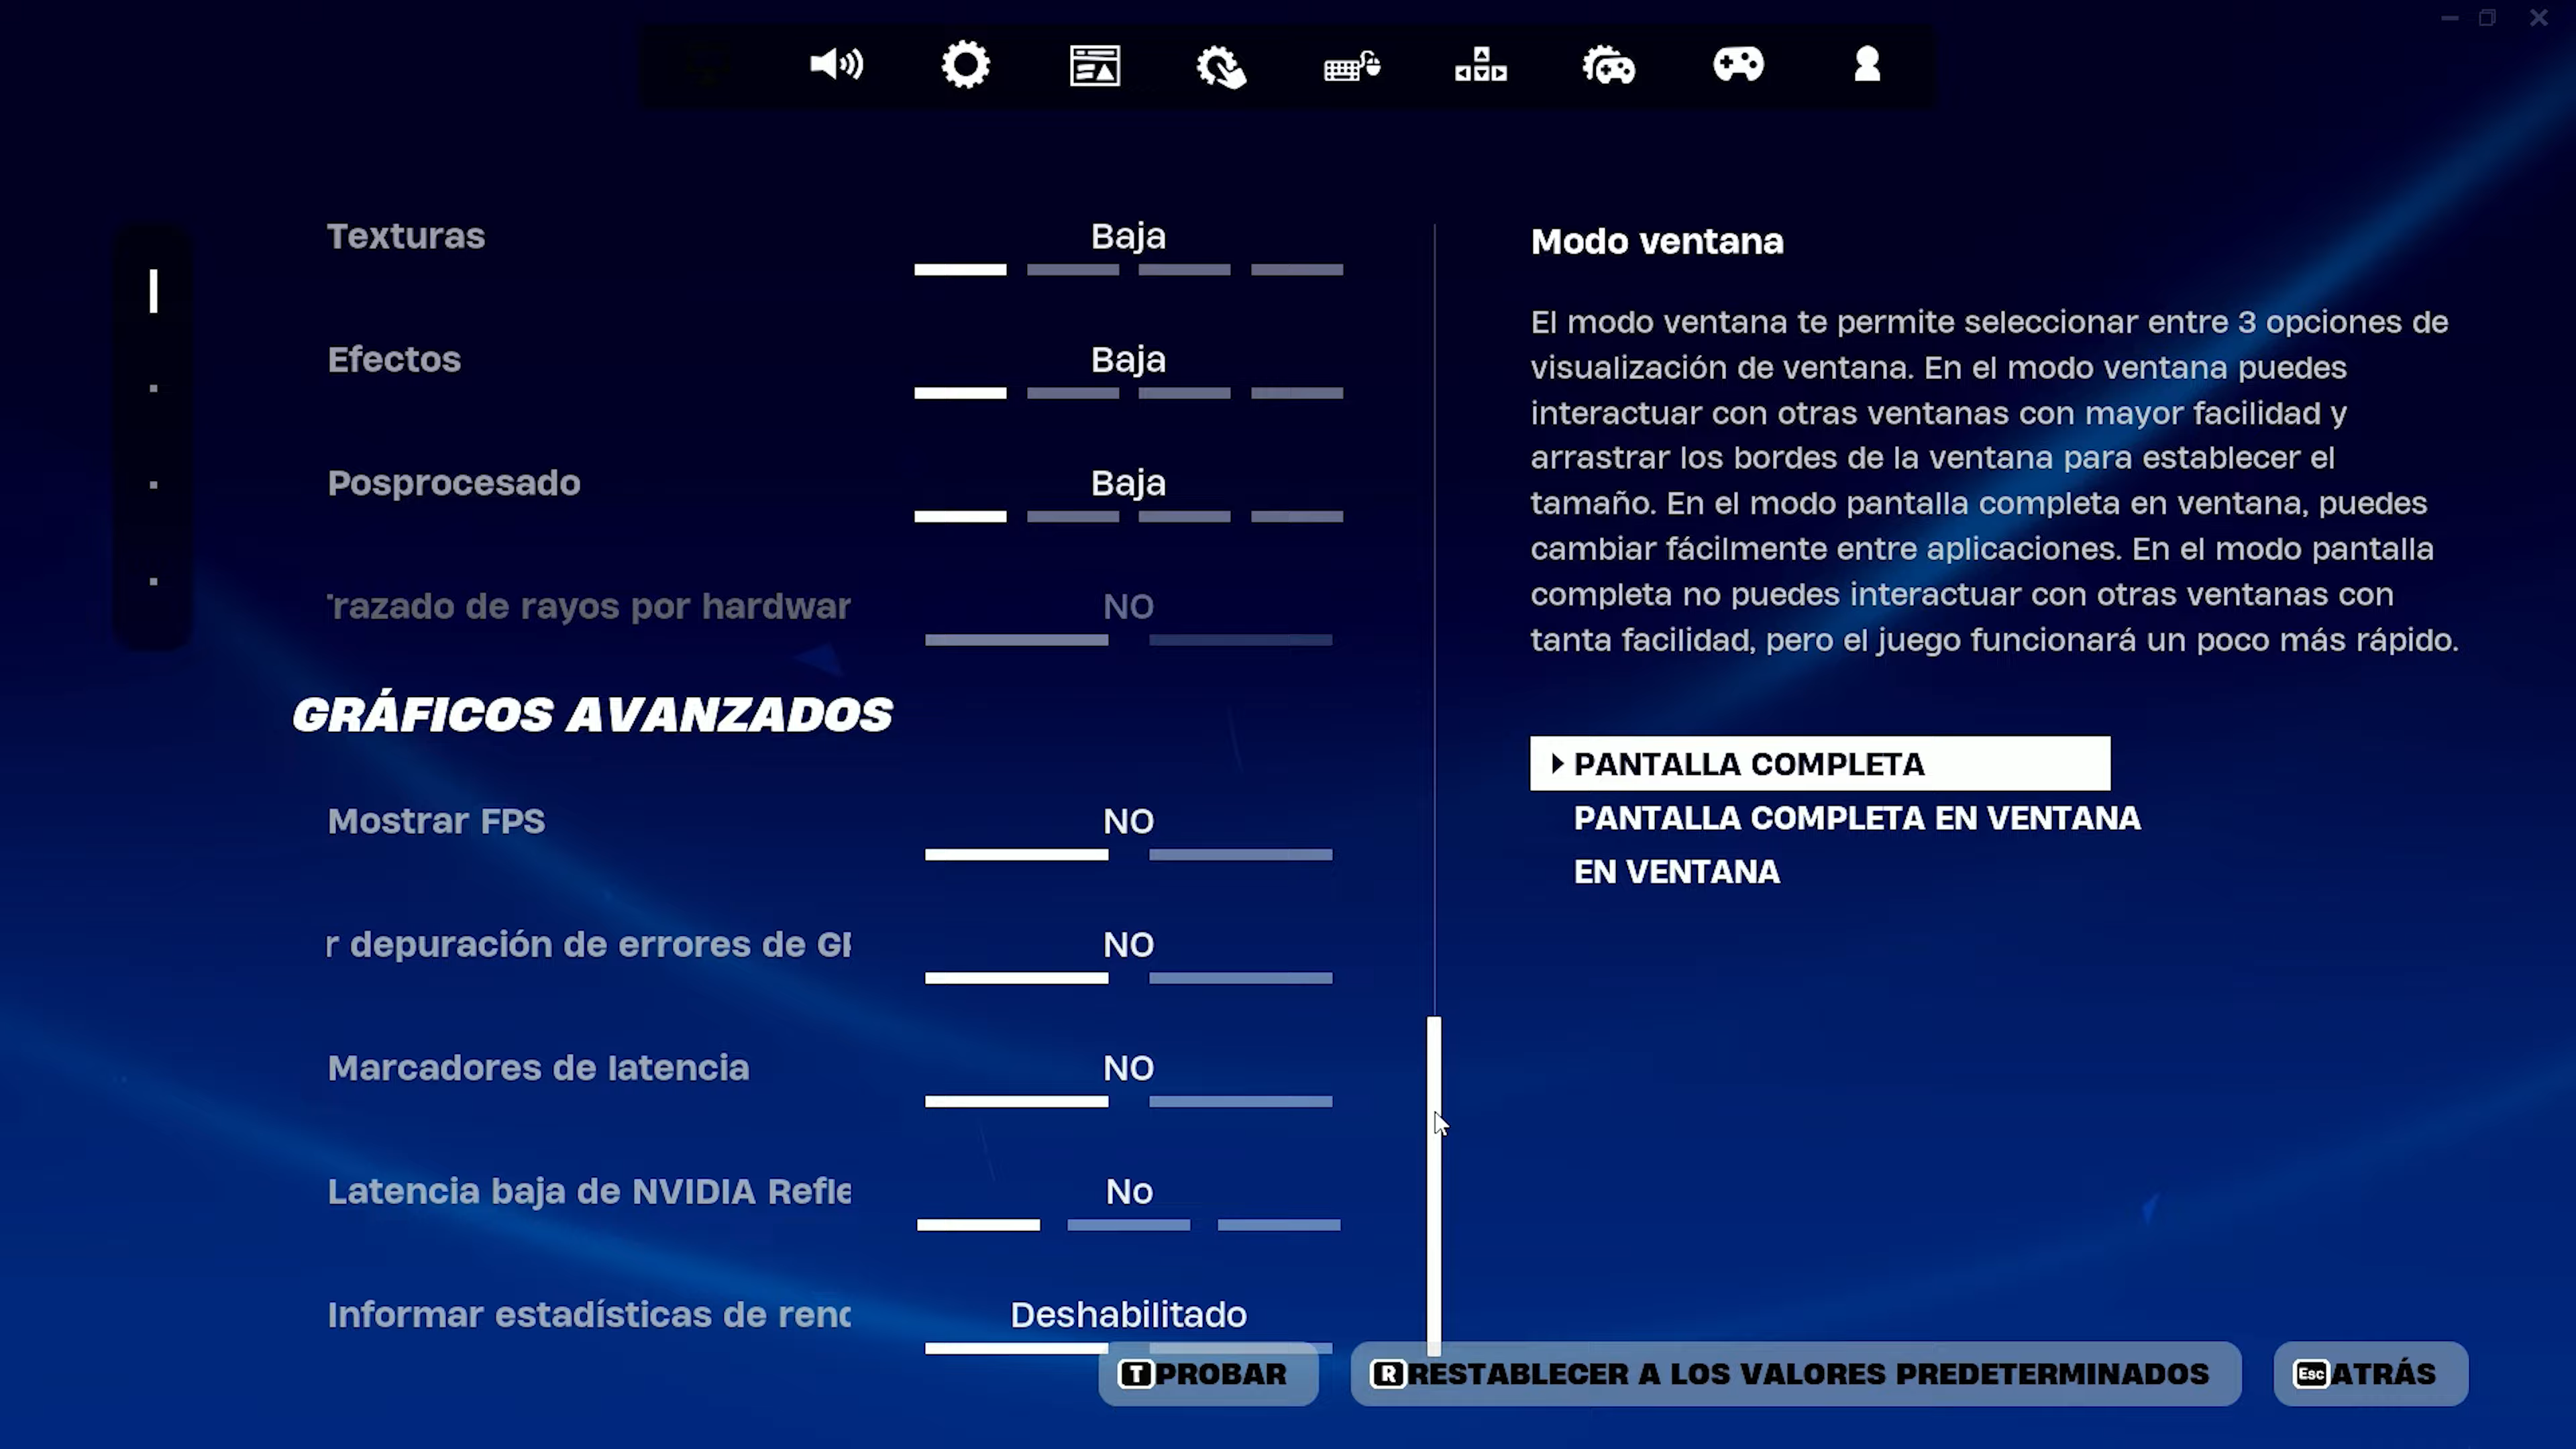 Texturas
Baja
Efectos
Baja
Posprocesado
Baja
razado de rayos por hardwar
NO
GRÁFICOS AVANZADOS
Mostrar FPS
NO
r depuración de errores de G
NO
Marcadores de latencia
NO
Latencia baja de NVIDIA Refle
No
Informar estadísticas de ren
Deshabilitado
Modo ventana
El modo ventana te permite seleccionar entre 3 opciones de
visualización de ventana. En el modo ventana puedes
interactuar con otras ventanas con mayor facilidad y
arrastrar los bordes de la ventana para establecer el
tamaño. En el modo pantalla completa en ventana, puedes
cambiar fácilmente entre aplicaciones. En el modo pantalla
completa no puedes interactuar con otras ventanas con
tanta facilidad, pero el juego funcionará un poco más rápido.
PANTALLA COMPLETA
PANTALLA COMPLETA EN VENTANA
EN VENTANA
T PROBAR
R RESTABLECER A LOS VALORES PREDETERMINADOS
Esc ATRÁS